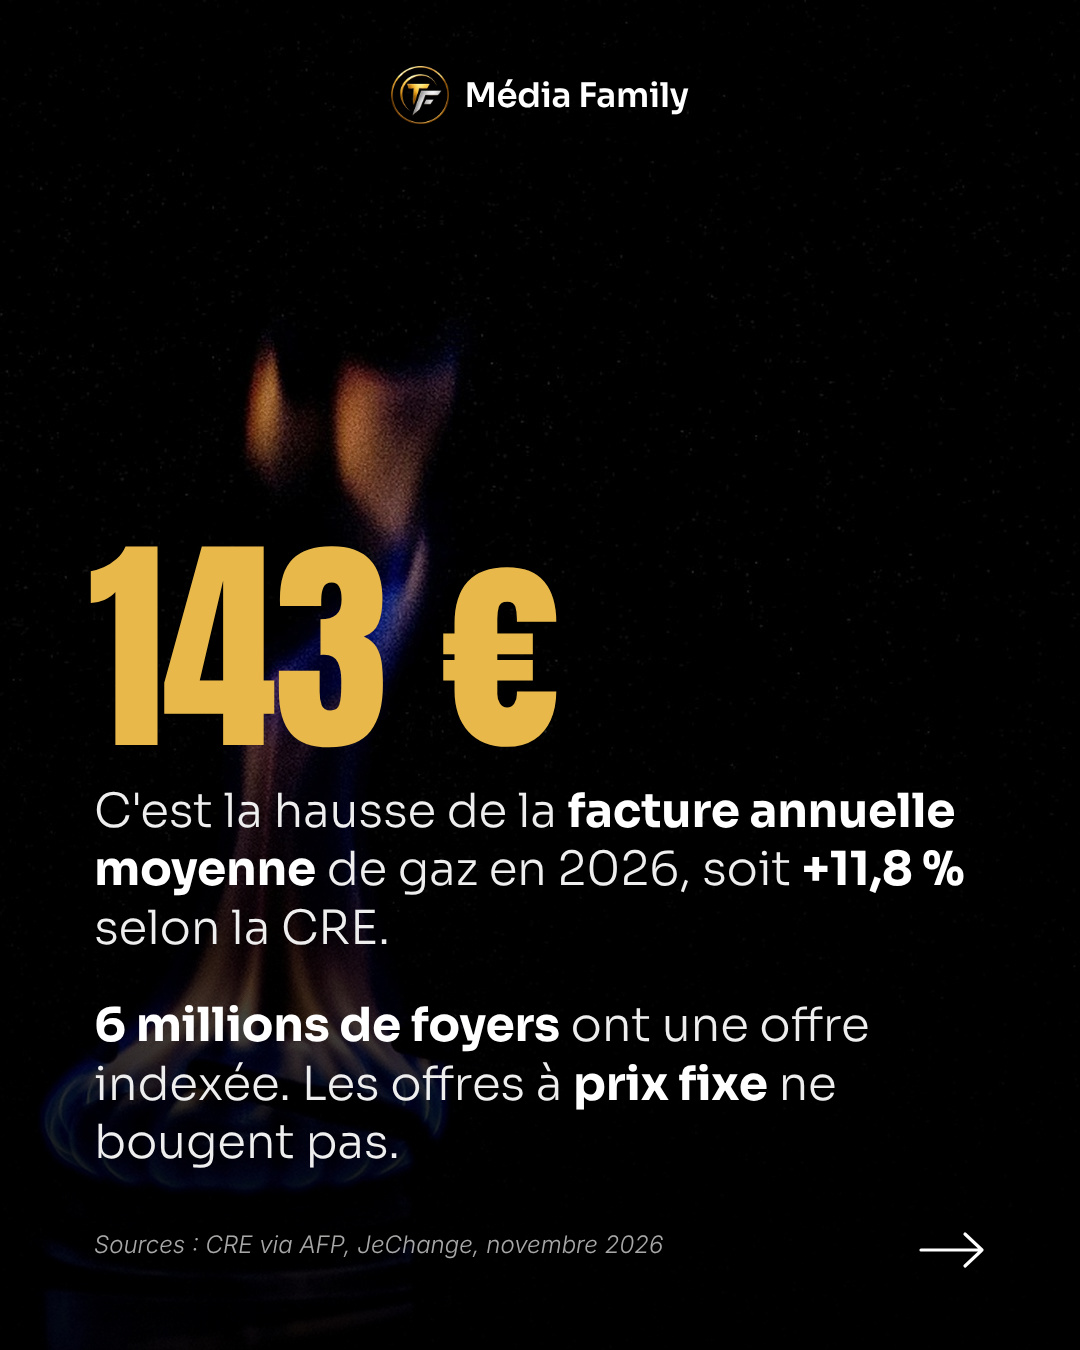 TF Média Family
143 €
C'est la hausse de la facture annuelle
moyenne de gaz en 2026, soit +11,8 %
selon la CRE.
6 millions de foyers ont une offre
indexée. Les offres à prix fixe ne
bougent pas.
Sources : CRE via AFP, JeChange, novembre 2026